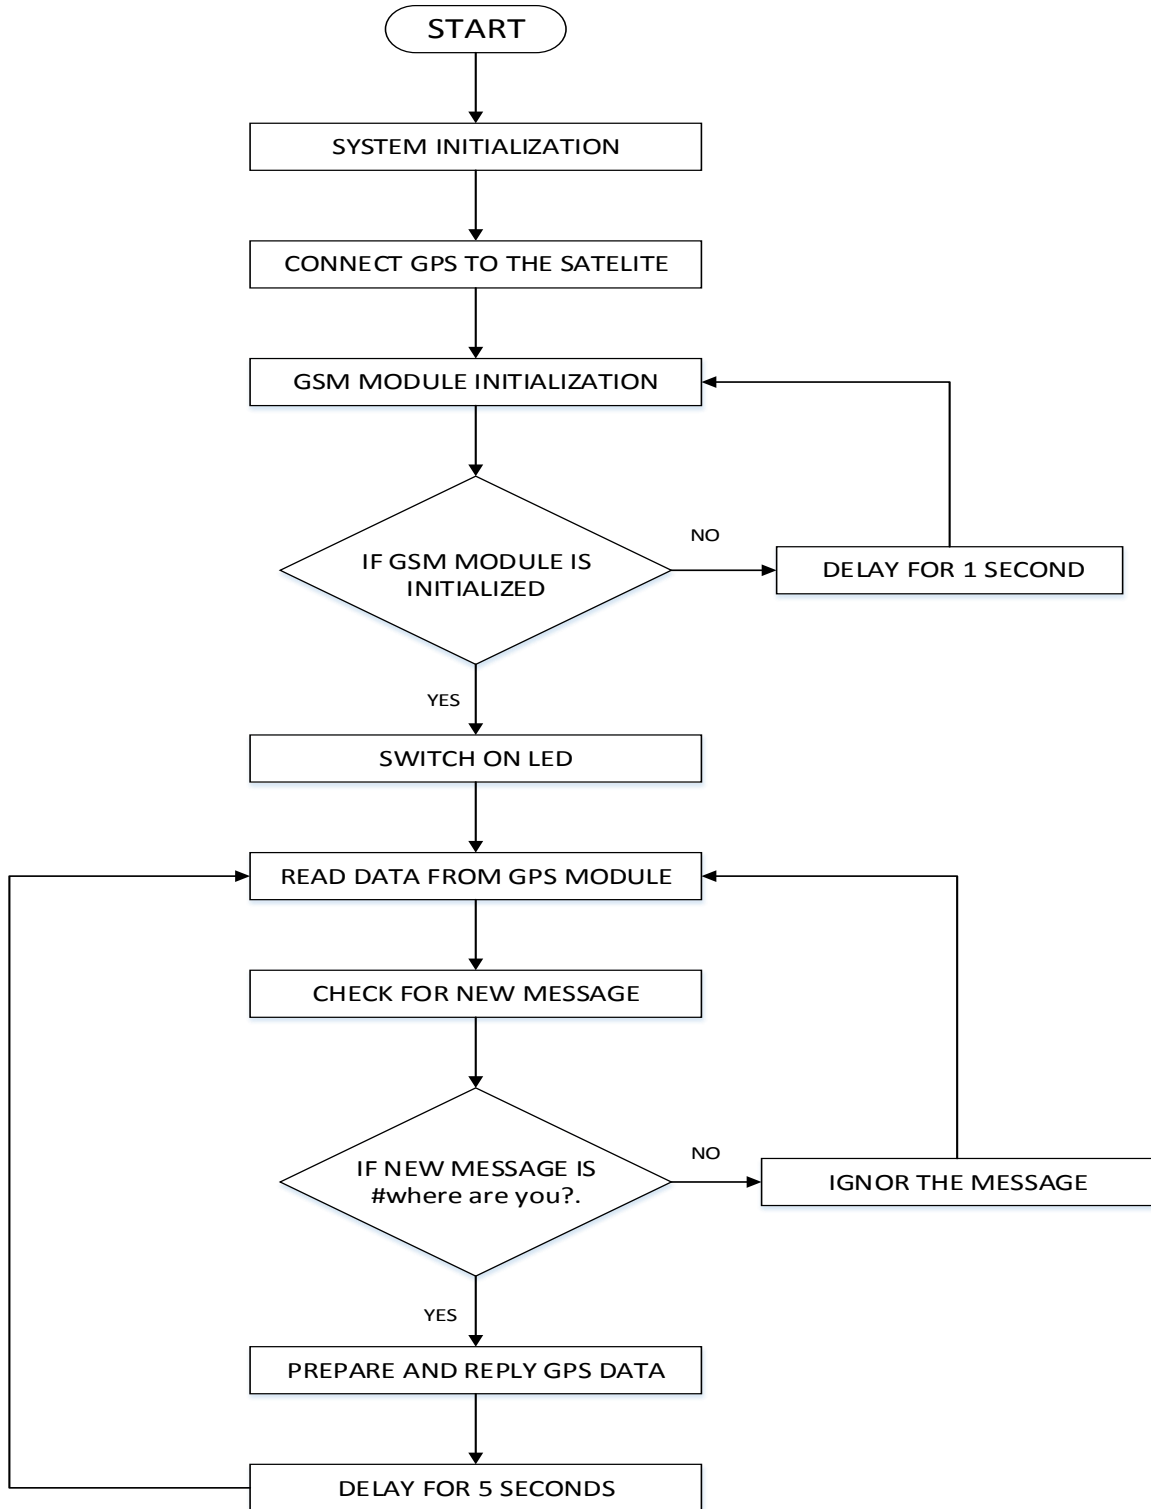 START
SYSTEM INITIALIZATION
CONNECT GPS TO THE SATELITE
GSM MODULE INITIALIZATION
IF GSM MODULE IS
INITIALIZED
NO
DELAY FOR 1 SECOND
YES
SWITCH ON LED
READ DATA FROM GPS MODULE
CHECK FOR NEW MESSAGE
IF NEW MESSAGE IS
#where are you?.
NO
IGNOR THE MESSAGE
YES
PREPARE AND REPLY GPS DATA
DELAY FOR 5 SECONDS